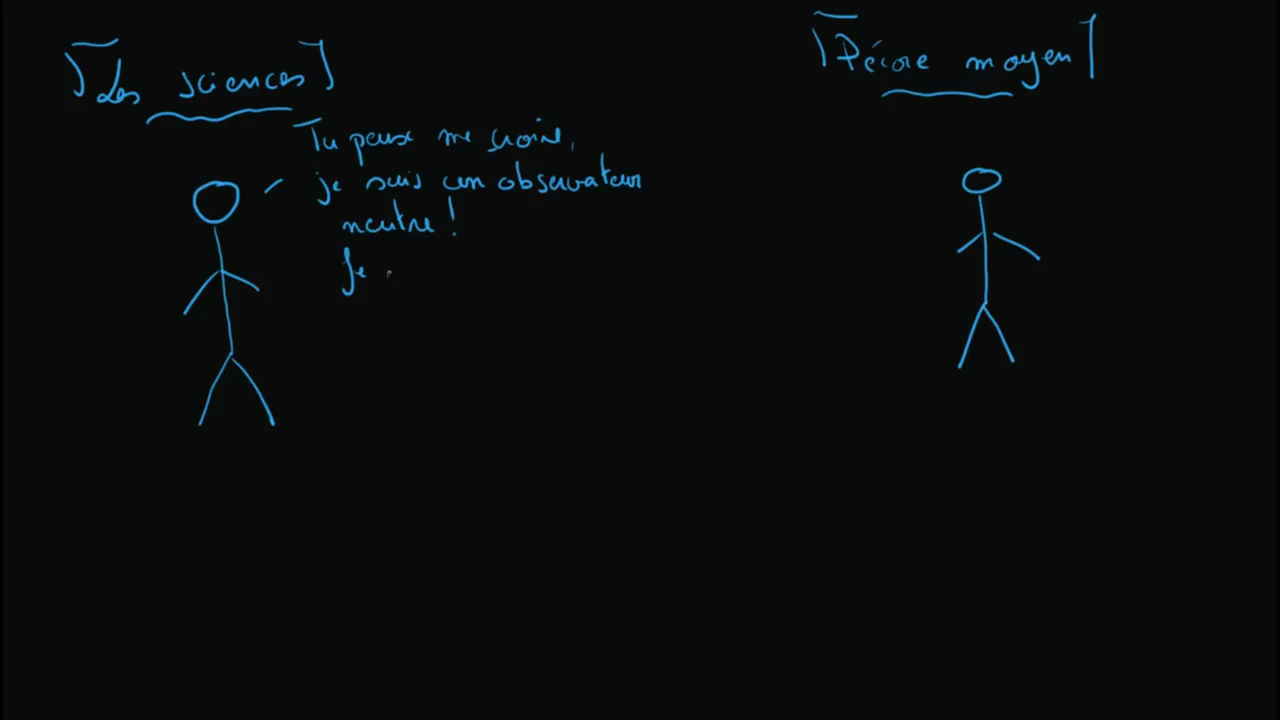 Les sciences
Pécore moyen
Tu peux me croire,
je suis un observateur
neutre !
Je